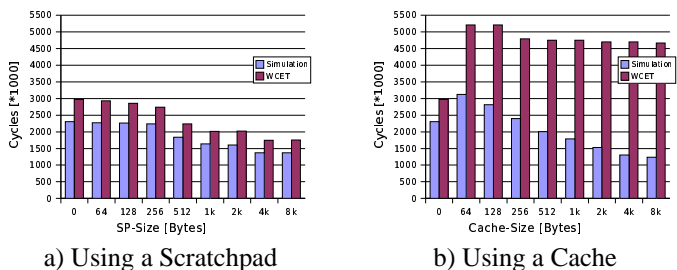 5500
5000
4500
4000
3500
3000
2500
2000
1500
1000
500
0
Cycles [*1000]
Simulation
WCET
0 64 128 256 512 1k 2k 4k 8k
SP-Size [Bytes]
a) Using a Scratchpad
5500
5000
4500
4000
3500
3000
2500
2000
1500
1000
500
0
Cycles [*1000]
Simulation
WCET
0 64 128 256 512 1k 2k 4k 8k
Cache-Size [Bytes]
b) Using a Cache